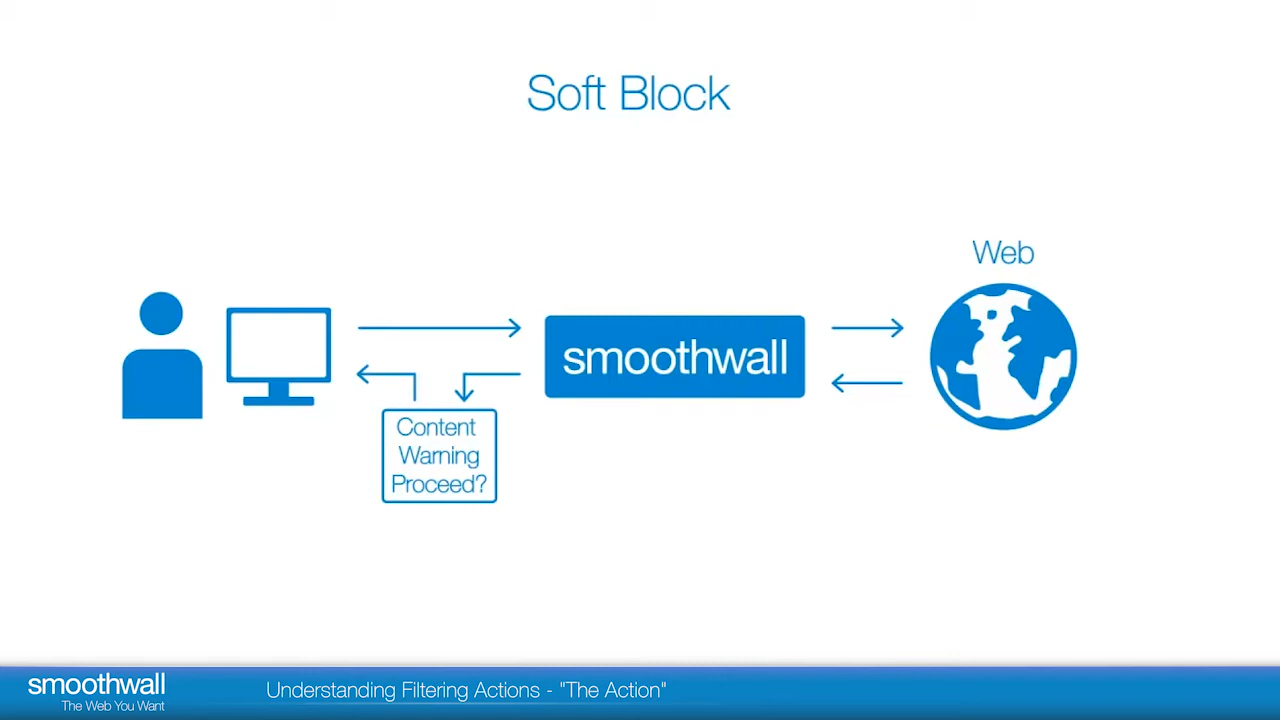 Soft Block
Web
smoothwall
Content
Warning
Proceed?
smoothwall
The Web You Want
Understanding Filtering Actions - "The Action"